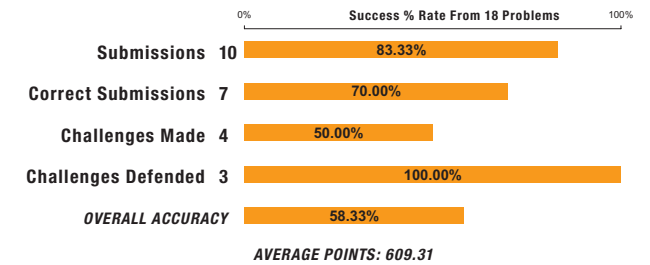 0% Success % Rate From 18 Problems 100%
Submissions 10 83.33%
Correct Submissions 7 70.00%
Challenges Made 4 50.00%
Challenges Defended 3 100.00%
OVERALL ACCURACY 58.33%
AVERAGE POINTS: 609.31